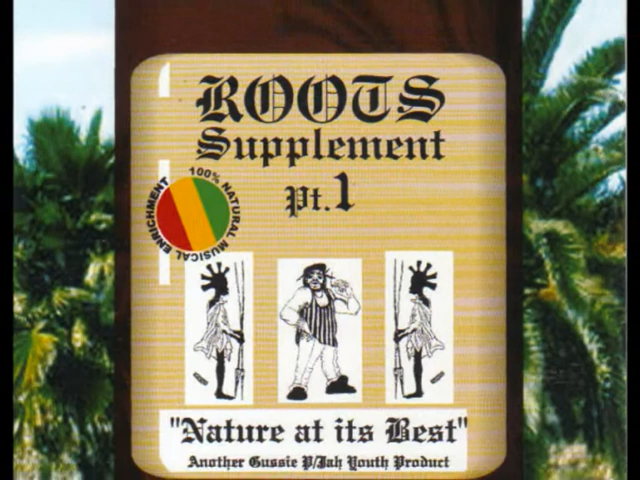 ROOTS
Supplement
Pt.1
100% NATURAL MUSICAL ENRICHMENT
"Nature at its Best"
Another Gussie P/Jah Youth Product